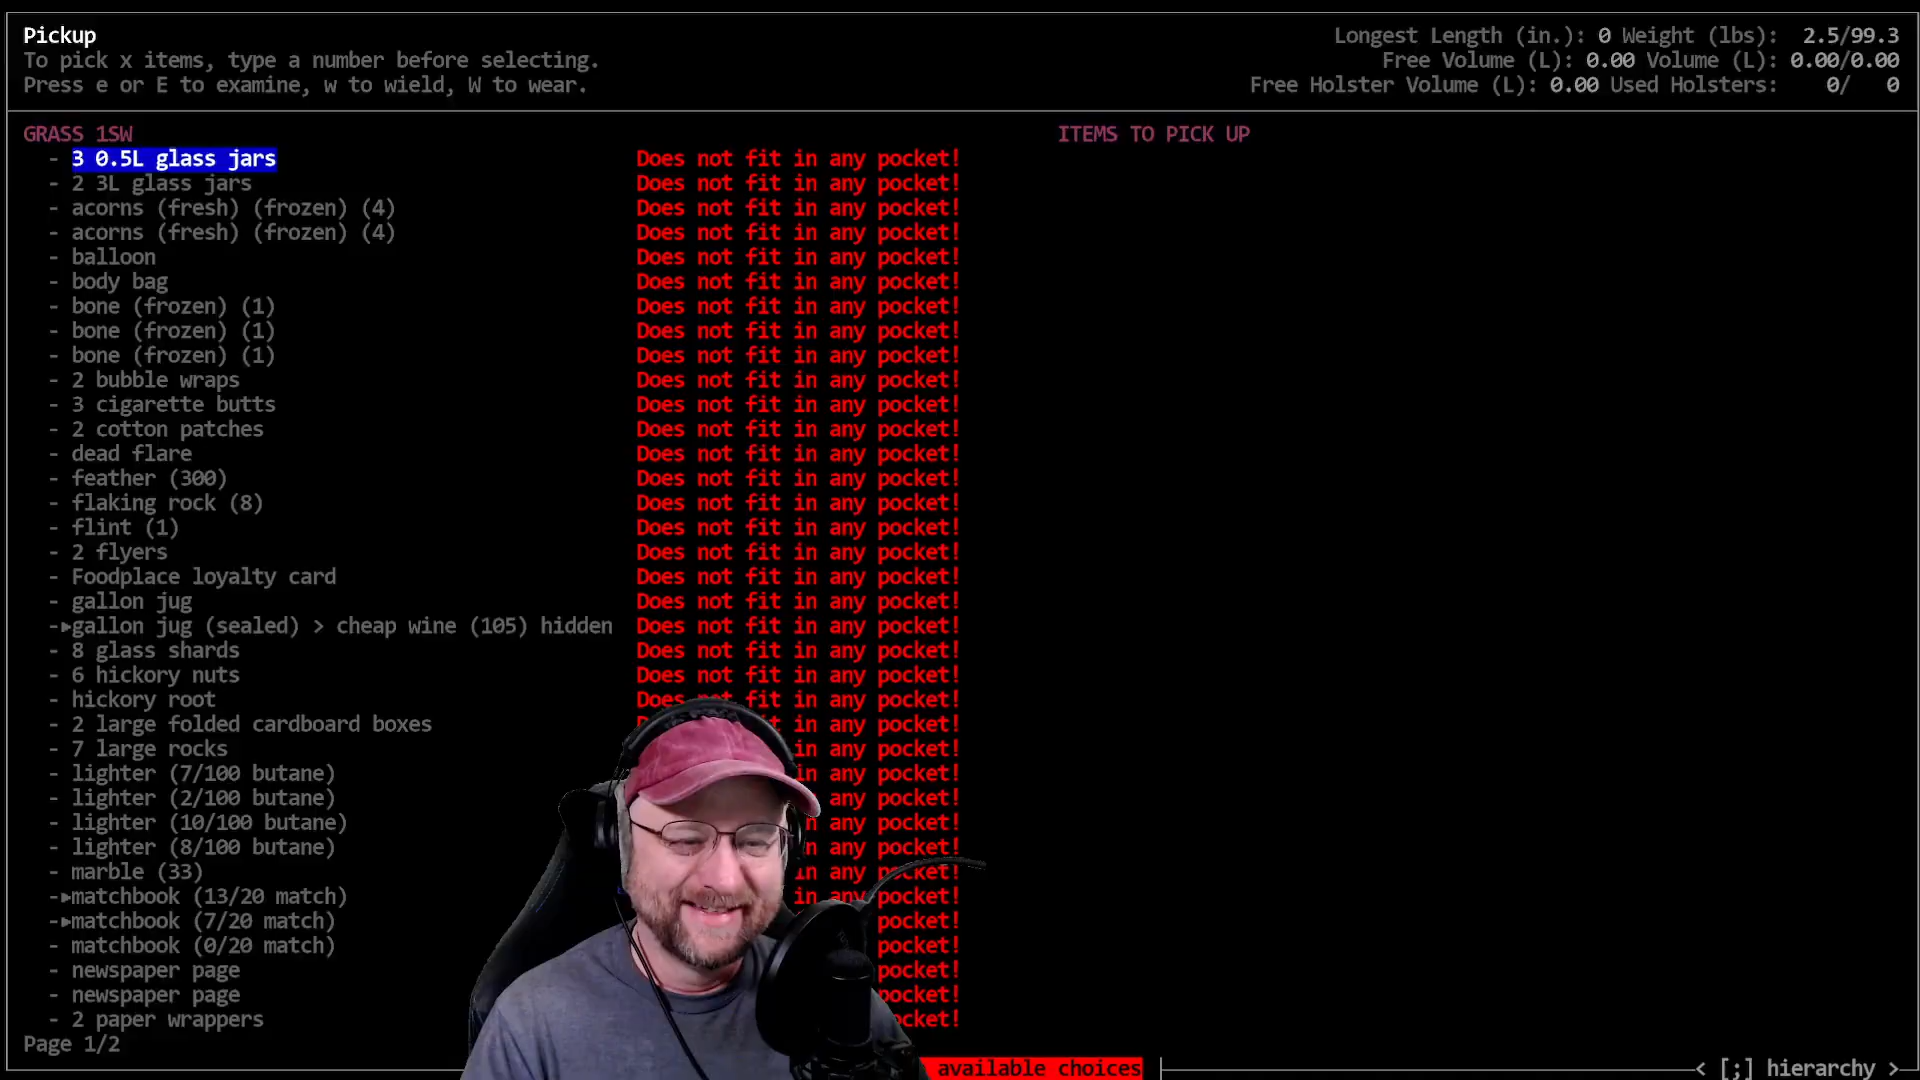 Pickup
To pick x items, type a number before selecting.
Press e or E to examine, w to wield, W to wear.
Longest Length (in.): 0 Weight (lbs): 2.5/99.3
Free Volume (L): 0.00 Volume (L): 0.00/0.00
Free Holster Volume (L): 0.00 Used Holsters: 0/ 0
GRASS 1SW
ITEMS TO PICK UP
- 3 0.5L glass jars Does not fit in any pocket!
- 2 3L glass jars Does not fit in any pocket!
- acorns (fresh) (frozen) (4) Does not fit in any pocket!
- acorns (fresh) (frozen) (4) Does not fit in any pocket!
- balloon Does not fit in any pocket!
- body bag Does not fit in any pocket!
- bone (frozen) (1) Does not fit in any pocket!
- bone (frozen) (1) Does not fit in any pocket!
- bone (frozen) (1) Does not fit in any pocket!
- 2 bubble wraps Does not fit in any pocket!
- 3 cigarette butts Does not fit in any pocket!
- 2 cotton patches Does not fit in any pocket!
- dead flare Does not fit in any pocket!
- feather (300) Does not fit in any pocket!
- flaking rock (8) Does not fit in any pocket!
- flint (1) Does not fit in any pocket!
- 2 flyers Does not fit in any pocket!
- Foodplace loyalty card Does not fit in any pocket!
- gallon jug Does not fit in any pocket!
-▸gallon jug (sealed) > cheap wine (105) hidden Does not fit in any pocket!
- 8 glass shards Does not fit in any pocket!
- 6 hickory nuts Does not fit in any pocket!
- hickory root Does not fit in any pocket!
- 2 large folded cardboard boxes in any pocket!
- 7 large rocks in any pocket!
- lighter (7/100 butane) in any pocket!
- lighter (2/100 butane) any pocket!
- lighter (10/100 butane) any pocket!
- lighter (8/100 butane) any pocket!
- marble (33) in any pocket!
-▸matchbook (13/20 match) in any pocket!
-▸matchbook (7/20 match) pocket!
- matchbook (0/20 match) pocket!
- newspaper page pocket!
- newspaper page pocket!
- 2 paper wrappers pocket!
Page 1/2
available choices
< [;] hierarchy >